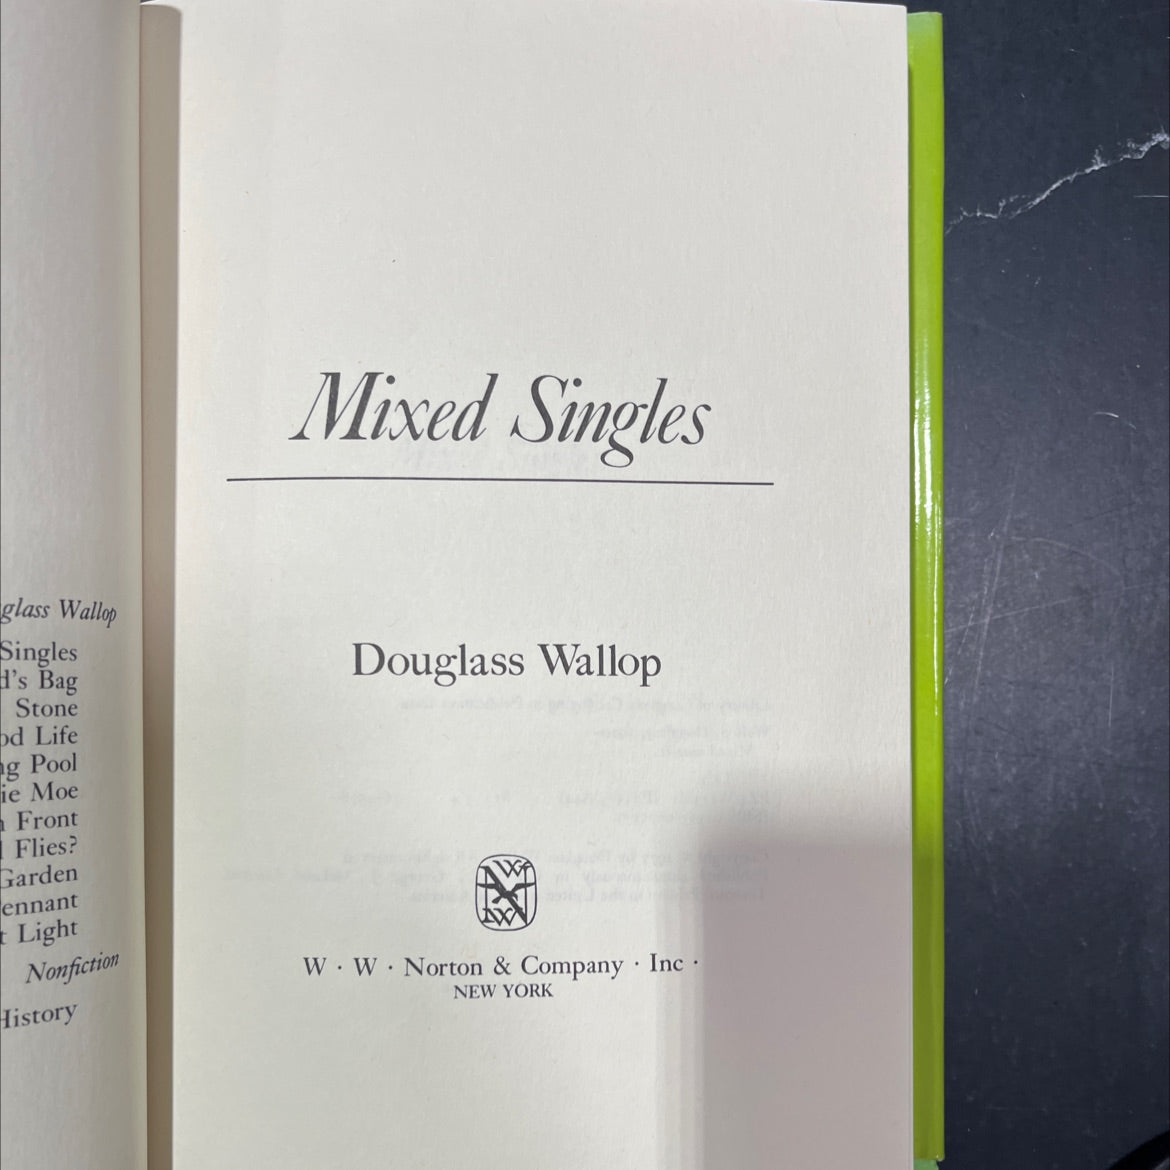 glass Wallop
Singles
d's Bag
Stone
od Life
ng Pool
ie Moe
n Front
l Flies?
Garden
ennant
t Light
Nonfiction
History
Mixed Singles
Douglass Wallop
W · W · Norton & Company · Inc ·
NEW YORK